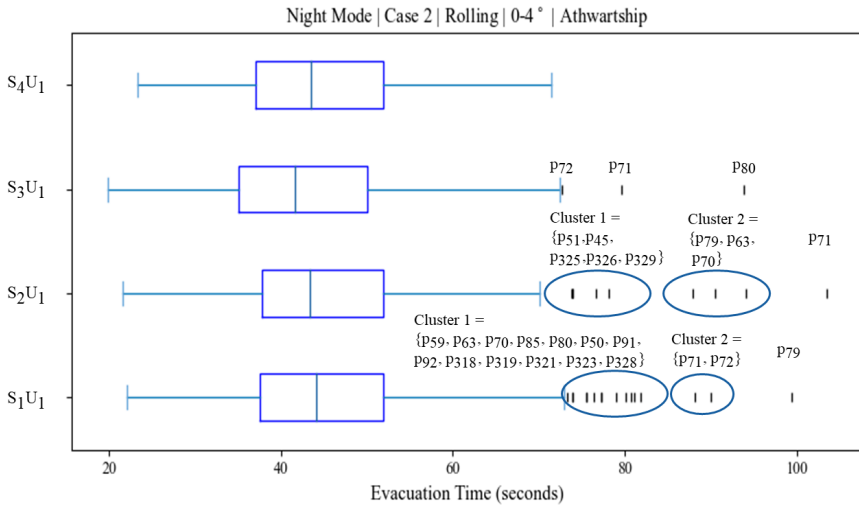 Night Mode | Case 2 | Rolling | 0-4° | Athwartship
S4U1
S3U1
p72
p71
p80
Cluster 1 =
{p51,p45,
p325,p326,p329}
Cluster 2 =
{p79,p63,
p70}
p71
S2U1
Cluster 1 =
{p59,p63,p70,p85,p80,p50,p91,
p92,p318,p319,p321,p323,p328}
Cluster 2 =
{p71,p72}
p79
S1U1
20
40
60
80
100
Evacuation Time (seconds)